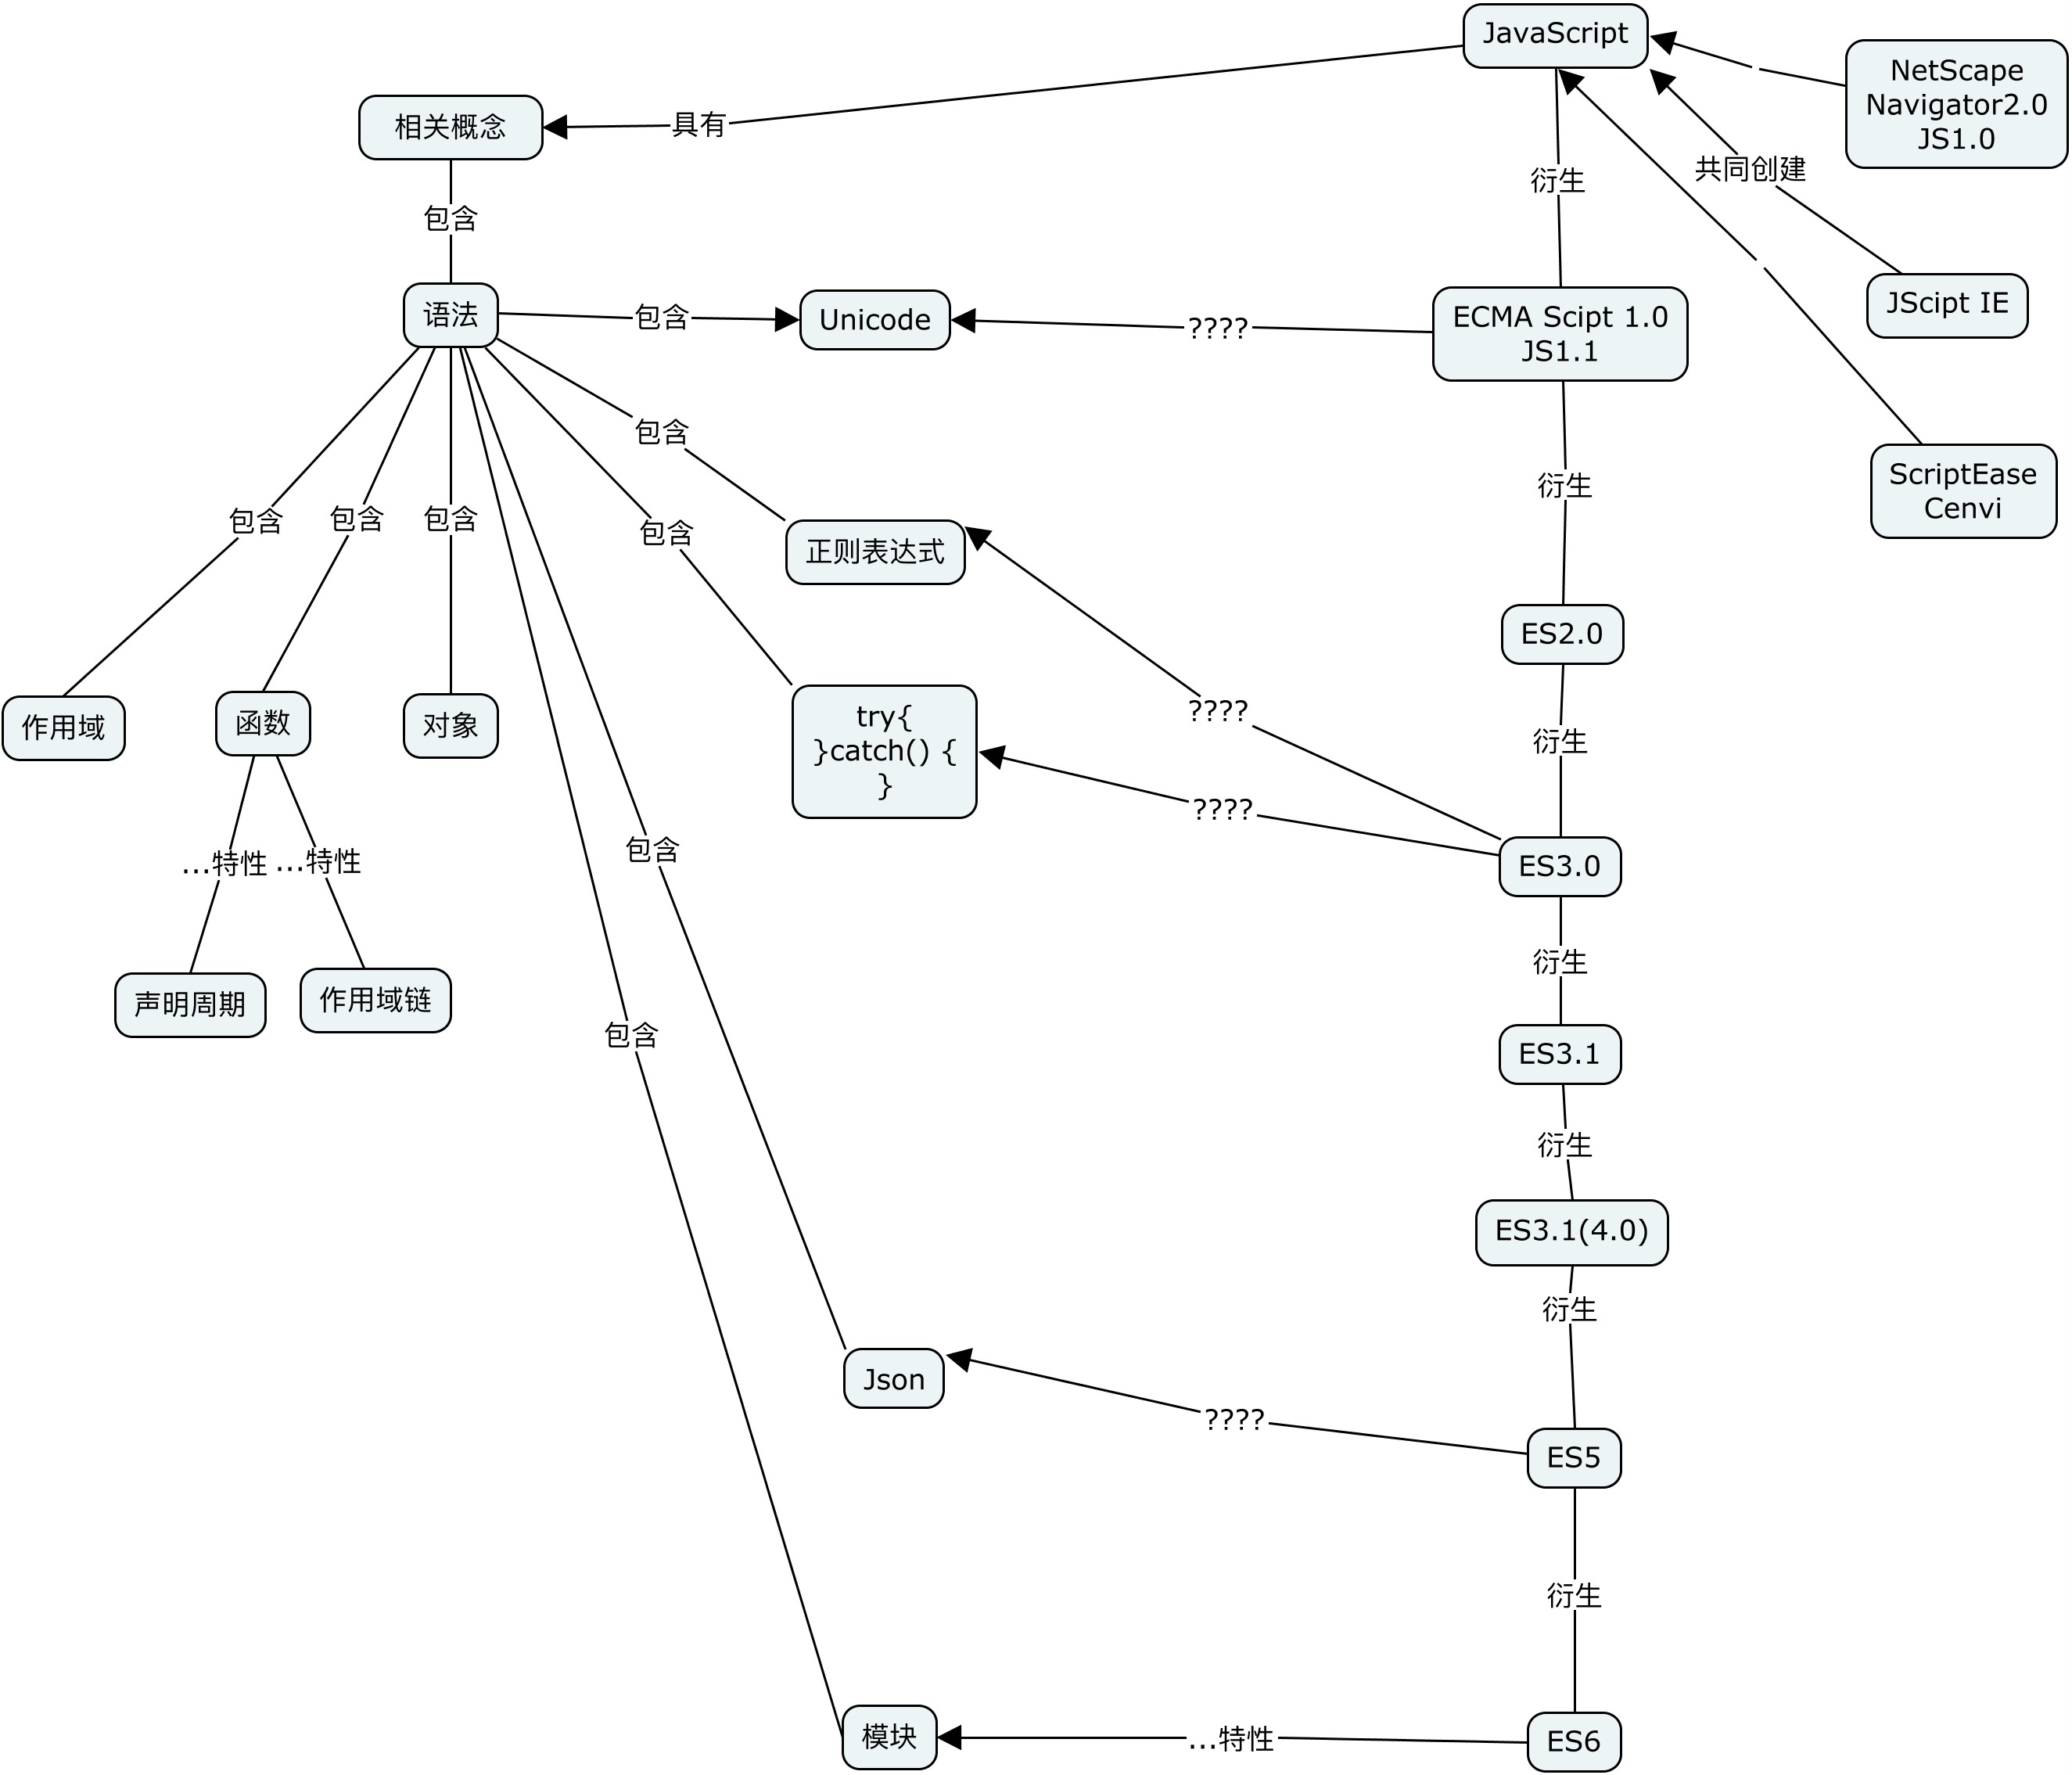 JavaScript
NetScape
Navigator2.0
JS1.0
相关概念
具有
共同创建
衍生
包含
JScipt IE
语法
包含
Unicode
????
ECMA Scipt 1.0
JS1.1
包含
ScriptEase
Cenvi
衍生
包含
包含
包含
包含
正则表达式
ES2.0
作用域
函数
对象
try{
}catch() {
}
????
衍生
????
包含
...特性
...特性
ES3.0
衍生
声明周期
作用域链
包含
ES3.1
衍生
ES3.1(4.0)
衍生
Json
????
ES5
衍生
模块
...特性
ES6